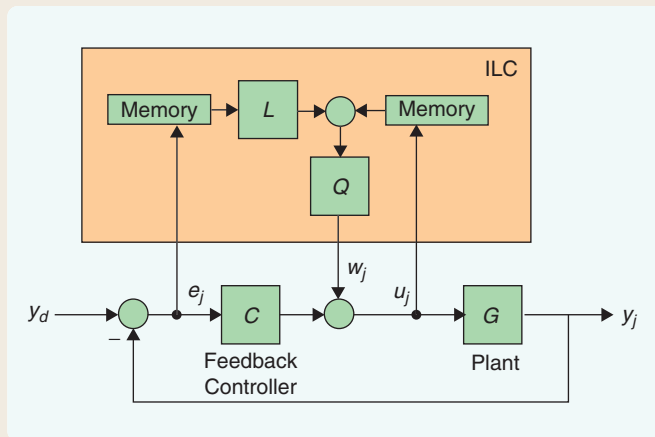 ILC
Memory
L
Memory
Q
w_j
y_d
e_j
C
u_j
G
y_j
−
Feedback
Controller
Plant